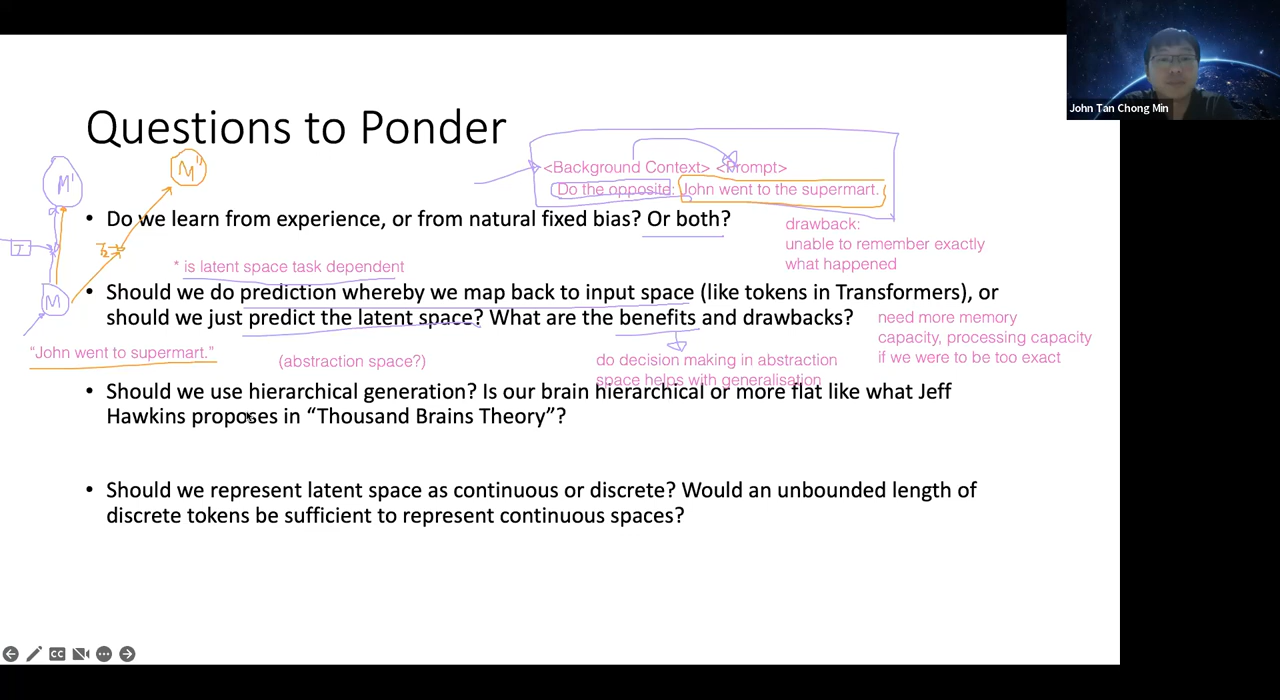 John Tan Chong Min
Questions to Ponder
<Background Context> <Prompt>
Do the opposite: John went to the supermart.
M'
M'
• Do we learn from experience, or from natural fixed bias? Or both?
drawback:
unable to remember exactly
what happened
T
* is latent space task dependent
M
• Should we do prediction whereby we map back to input space (like tokens in Transformers), or
should we just predict the latent space? What are the benefits and drawbacks?
need more memory
capacity, processing capacity
if we were to be too exact
"John went to supermart."
(abstraction space?)
do decision making in abstraction
space helps with generalisation
• Should we use hierarchical generation? Is our brain hierarchical or more flat like what Jeff
Hawkins proposes in “Thousand Brains Theory”?
• Should we represent latent space as continuous or discrete? Would an unbounded length of
discrete tokens be sufficient to represent continuous spaces?
CC